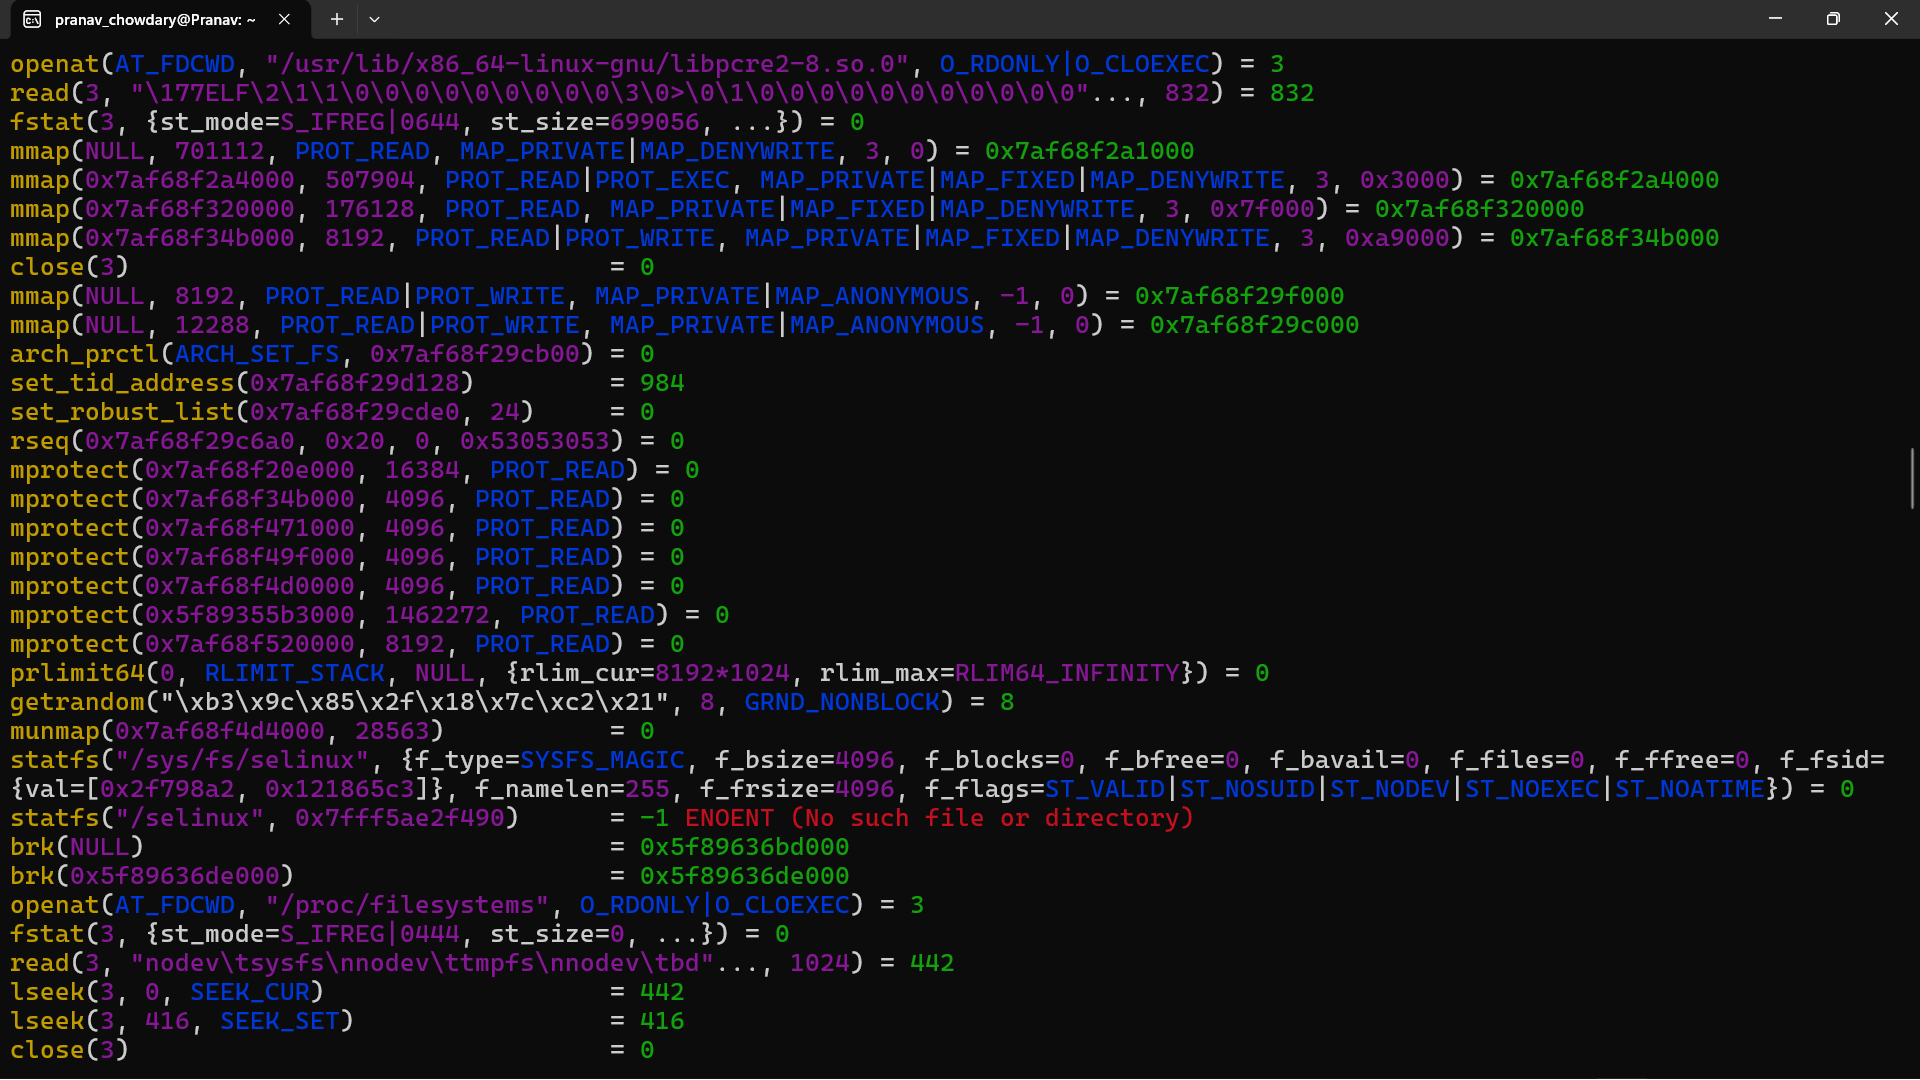 pranav_chowdary@Pranav: ~
openat(AT_FDCWD, "/usr/lib/x86_64-linux-gnu/libpcre2-8.so.0", O_RDONLY|O_CLOEXEC) = 3
read(3, "\177ELF\2\1\1\0\0\0\0\0\0\0\0\0\3\0>\0\1\0\0\0\0\0\0\0\0\0\0\0"..., 832) = 832
fstat(3, {st_mode=S_IFREG|0644, st_size=699056, ...}) = 0
mmap(NULL, 701112, PROT_READ, MAP_PRIVATE|MAP_DENYWRITE, 3, 0) = 0x7af68f2a1000
mmap(0x7af68f2a4000, 507904, PROT_READ|PROT_EXEC, MAP_PRIVATE|MAP_FIXED|MAP_DENYWRITE, 3, 0x3000) = 0x7af68f2a4000
mmap(0x7af68f320000, 176128, PROT_READ, MAP_PRIVATE|MAP_FIXED|MAP_DENYWRITE, 3, 0x7f000) = 0x7af68f320000
mmap(0x7af68f34b000, 8192, PROT_READ|PROT_WRITE, MAP_PRIVATE|MAP_FIXED|MAP_DENYWRITE, 3, 0xa9000) = 0x7af68f34b000
close(3)                                = 0
mmap(NULL, 8192, PROT_READ|PROT_WRITE, MAP_PRIVATE|MAP_ANONYMOUS, -1, 0) = 0x7af68f29f000
mmap(NULL, 12288, PROT_READ|PROT_WRITE, MAP_PRIVATE|MAP_ANONYMOUS, -1, 0) = 0x7af68f29c000
arch_prctl(ARCH_SET_FS, 0x7af68f29cb00) = 0
set_tid_address(0x7af68f29d128)         = 984
set_robust_list(0x7af68f29cde0, 24)     = 0
rseq(0x7af68f29c6a0, 0x20, 0, 0x53053053) = 0
mprotect(0x7af68f20e000, 16384, PROT_READ) = 0
mprotect(0x7af68f34b000, 4096, PROT_READ) = 0
mprotect(0x7af68f471000, 4096, PROT_READ) = 0
mprotect(0x7af68f49f000, 4096, PROT_READ) = 0
mprotect(0x7af68f4d0000, 4096, PROT_READ) = 0
mprotect(0x5f89355b3000, 1462272, PROT_READ) = 0
mprotect(0x7af68f520000, 8192, PROT_READ) = 0
prlimit64(0, RLIMIT_STACK, NULL, {rlim_cur=8192*1024, rlim_max=RLIM64_INFINITY}) = 0
getrandom("\xb3\x9c\x85\x2f\x18\x7c\xc2\x21", 8, GRND_NONBLOCK) = 8
munmap(0x7af68f4d4000, 28563)           = 0
statfs("/sys/fs/selinux", {f_type=SYSFS_MAGIC, f_bsize=4096, f_blocks=0, f_bfree=0, f_bavail=0, f_files=0, f_ffree=0, f_fsid=
{val=[0x2f798a2, 0x121865c3]}, f_namelen=255, f_frsize=4096, f_flags=ST_VALID|ST_NOSUID|ST_NODEV|ST_NOEXEC|ST_NOATIME}) = 0
statfs("/selinux", 0x7fff5ae2f490)      = -1 ENOENT (No such file or directory)
brk(NULL)                               = 0x5f89636bd000
brk(0x5f89636de000)                     = 0x5f89636de000
openat(AT_FDCWD, "/proc/filesystems", O_RDONLY|O_CLOEXEC) = 3
fstat(3, {st_mode=S_IFREG|0444, st_size=0, ...}) = 0
read(3, "nodev\tsysfs\nnodev\ttmpfs\nnodev\tbd"..., 1024) = 442
lseek(3, 0, SEEK_CUR)                   = 442
lseek(3, 416, SEEK_SET)                 = 416
close(3)                                = 0